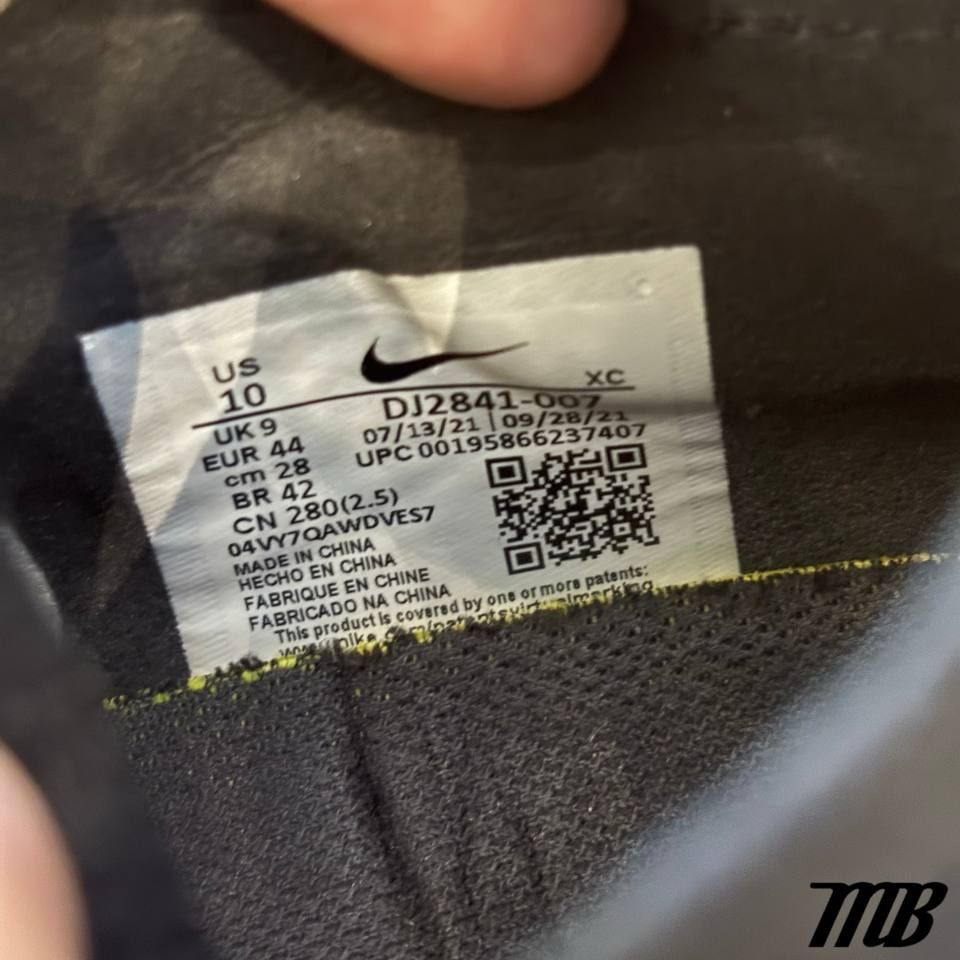 US
10
XC
DJ2841-007
UK 9
07/13/21 | 09/28/21
EUR 44
UPC 00195866237407
cm 28
BR 42
CN 280(2.5)
04VY7QAWDVES7
MADE IN CHINA
HECHO EN CHINA
FABRIQUE EN CHINE
FABRICADO NA CHINA
This product is covered by one or more patents:
MB